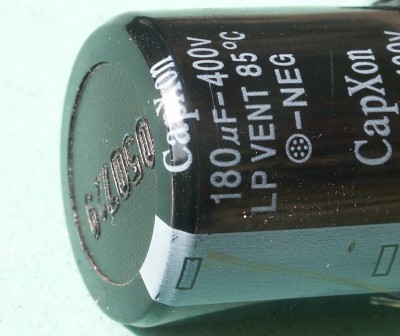 CapXon
180µF-400V
LP VENT 85°C
-NEG
CapXon